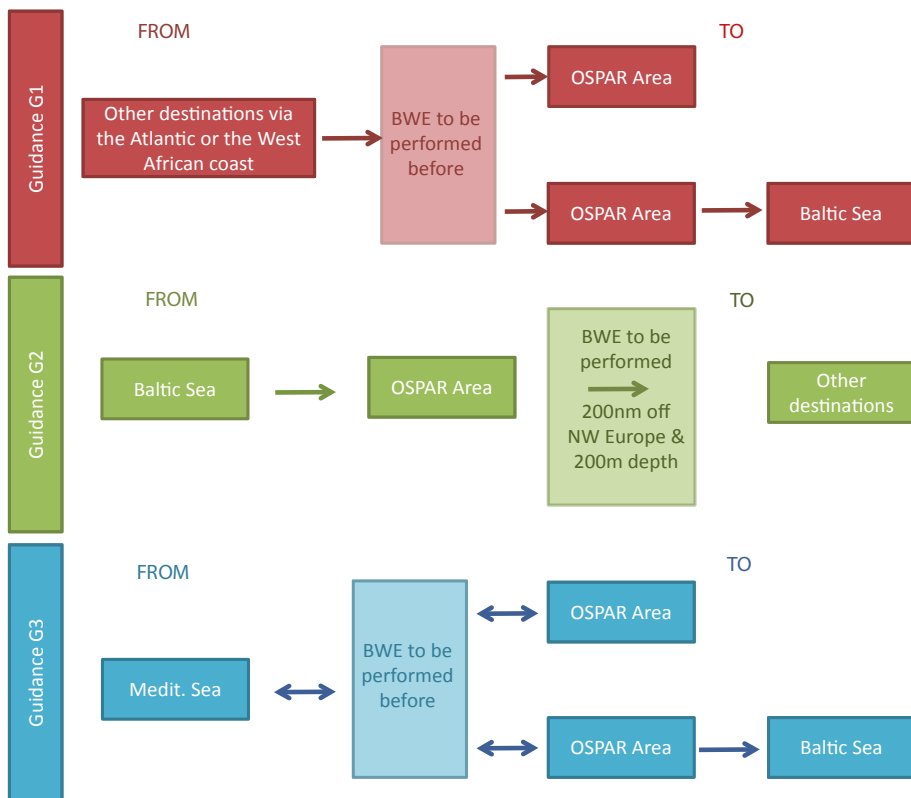 Guidance G1
FROM
TO
Other destinations via
the Atlantic or the West
African coast
BWE to be
performed
before
OSPAR Area
OSPAR Area
Baltic Sea
Guidance G2
FROM
TO
Baltic Sea
OSPAR Area
BWE to be
performed
200nm off
NW Europe &
200m depth
Other
destinations
Guidance G3
FROM
TO
Medit. Sea
BWE to be
performed
before
OSPAR Area
OSPAR Area
Baltic Sea